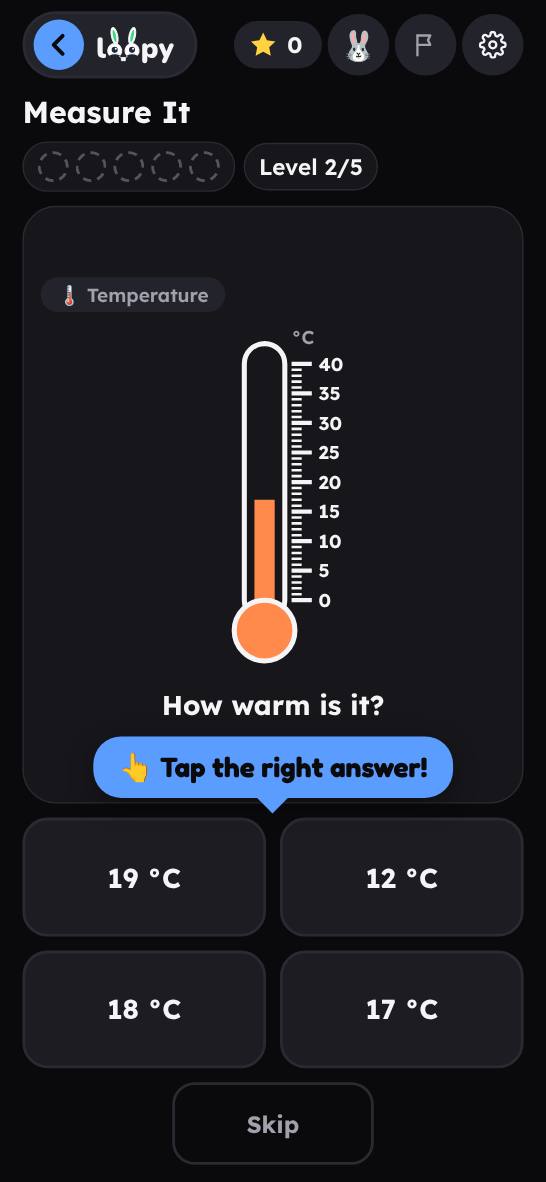 loopy
0
Measure It
Level 2/5
Temperature
°C
40
35
30
25
20
15
10
5
0
How warm is it?
Tap the right answer!
19 °C
12 °C
18 °C
17 °C
Skip